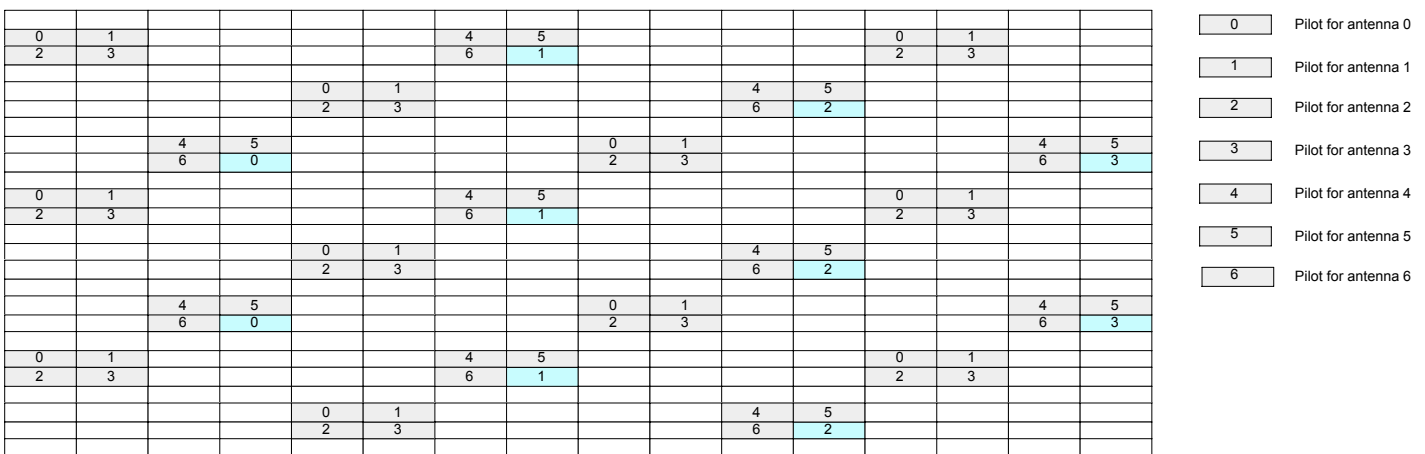 0 1 4 5 0 1
2 3 6 1 2 3
0 1 4 5
2 3 6 2
4 5 0 1 4 5
6 0 2 3 6 3
0 1 4 5 0 1
2 3 6 1 2 3
0 1 4 5
2 3 6 2
4 5 0 1 4 5
6 0 2 3 6 3
0 1 4 5 0 1
2 3 6 1 2 3
0 1 4 5
2 3 6 2
0 Pilot for antenna 0
1 Pilot for antenna 1
2 Pilot for antenna 2
3 Pilot for antenna 3
4 Pilot for antenna 4
5 Pilot for antenna 5
6 Pilot for antenna 6